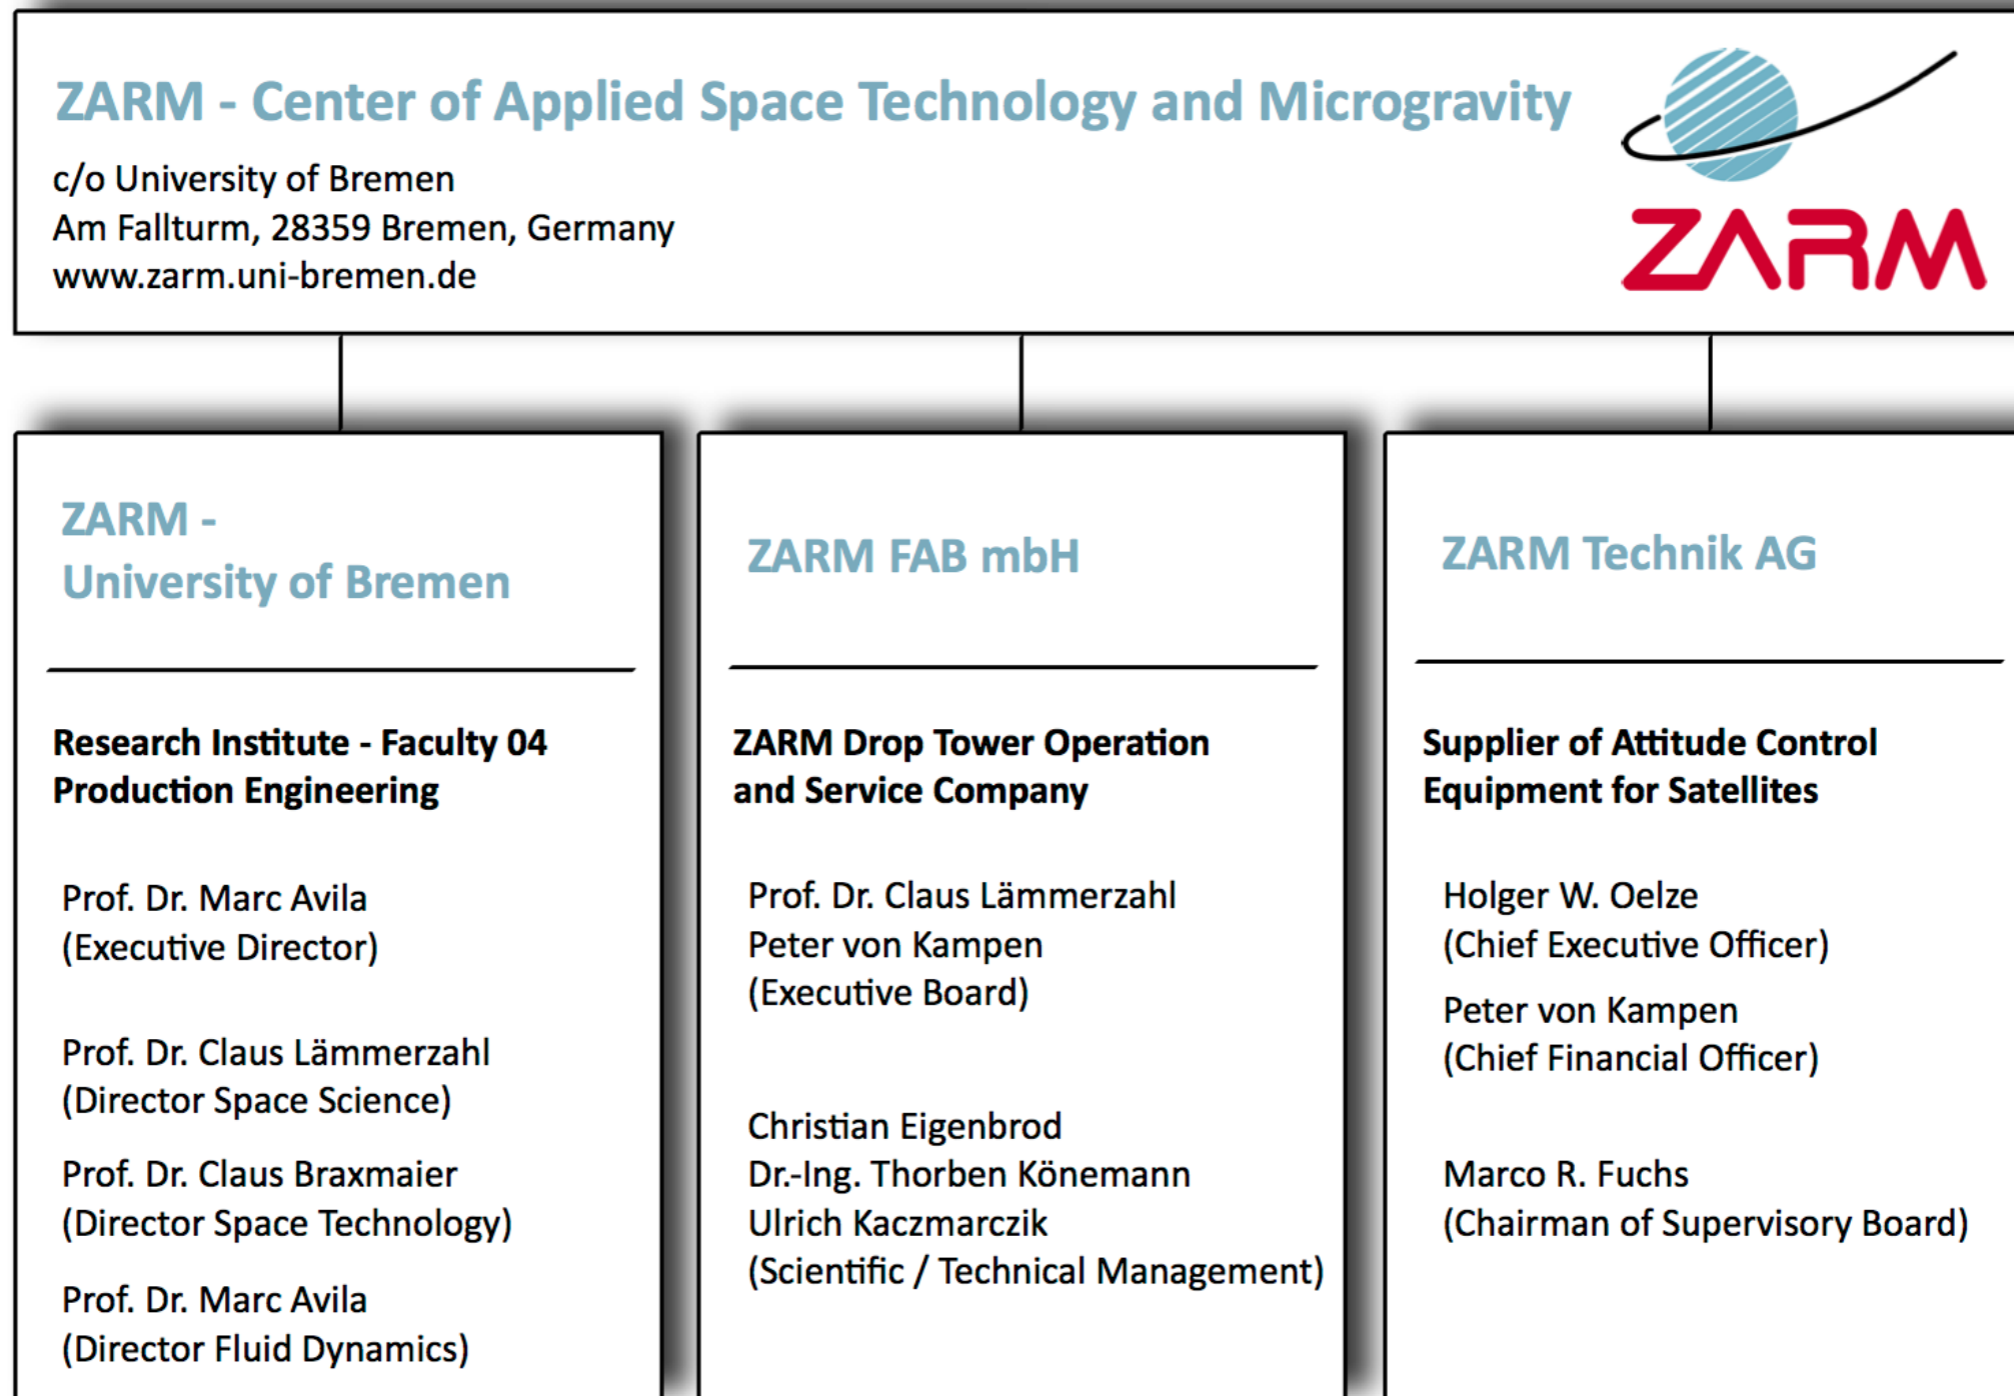 ZARM - Center of Applied Space Technology and Microgravity
c/o University of Bremen
Am Fallturm, 28359 Bremen, Germany
www.zarm.uni-bremen.de
ZARM
ZARM -
University of Bremen
Research Institute - Faculty 04
Production Engineering
Prof. Dr. Marc Avila
(Executive Director)
Prof. Dr. Claus Lämmerzahl
(Director Space Science)
Prof. Dr. Claus Braxmaier
(Director Space Technology)
Prof. Dr. Marc Avila
(Director Fluid Dynamics)
ZARM FAB mbH
ZARM Drop Tower Operation
and Service Company
Prof. Dr. Claus Lämmerzahl
Peter von Kampen
(Executive Board)
Christian Eigenbrod
Dr.-Ing. Thorben Könemann
Ulrich Kaczmarczik
(Scientific / Technical Management)
ZARM Technik AG
Supplier of Attitude Control
Equipment for Satellites
Holger W. Oelze
(Chief Executive Officer)
Peter von Kampen
(Chief Financial Officer)
Marco R. Fuchs
(Chairman of Supervisory Board)